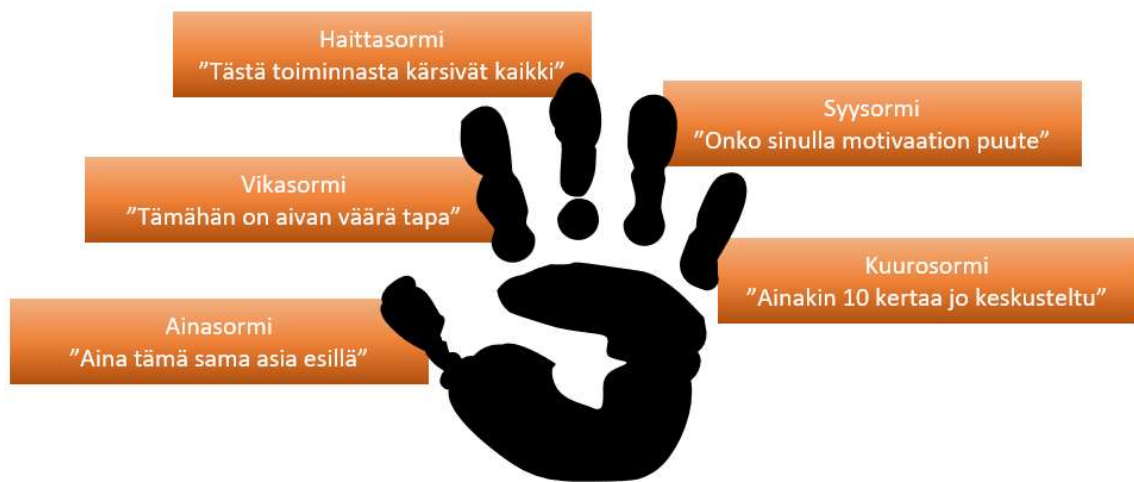 Haittasormi
”Tästä toiminnasta kärsivät kaikki”
Syysormi
”Onko sinulla motivaation puute”
Vikasormi
”Tämähän on aivan väärä tapa”
Kuurosormi
”Ainakin 10 kertaa jo keskusteltu”
Ainasormi
”Aina tämä sama asia esillä”